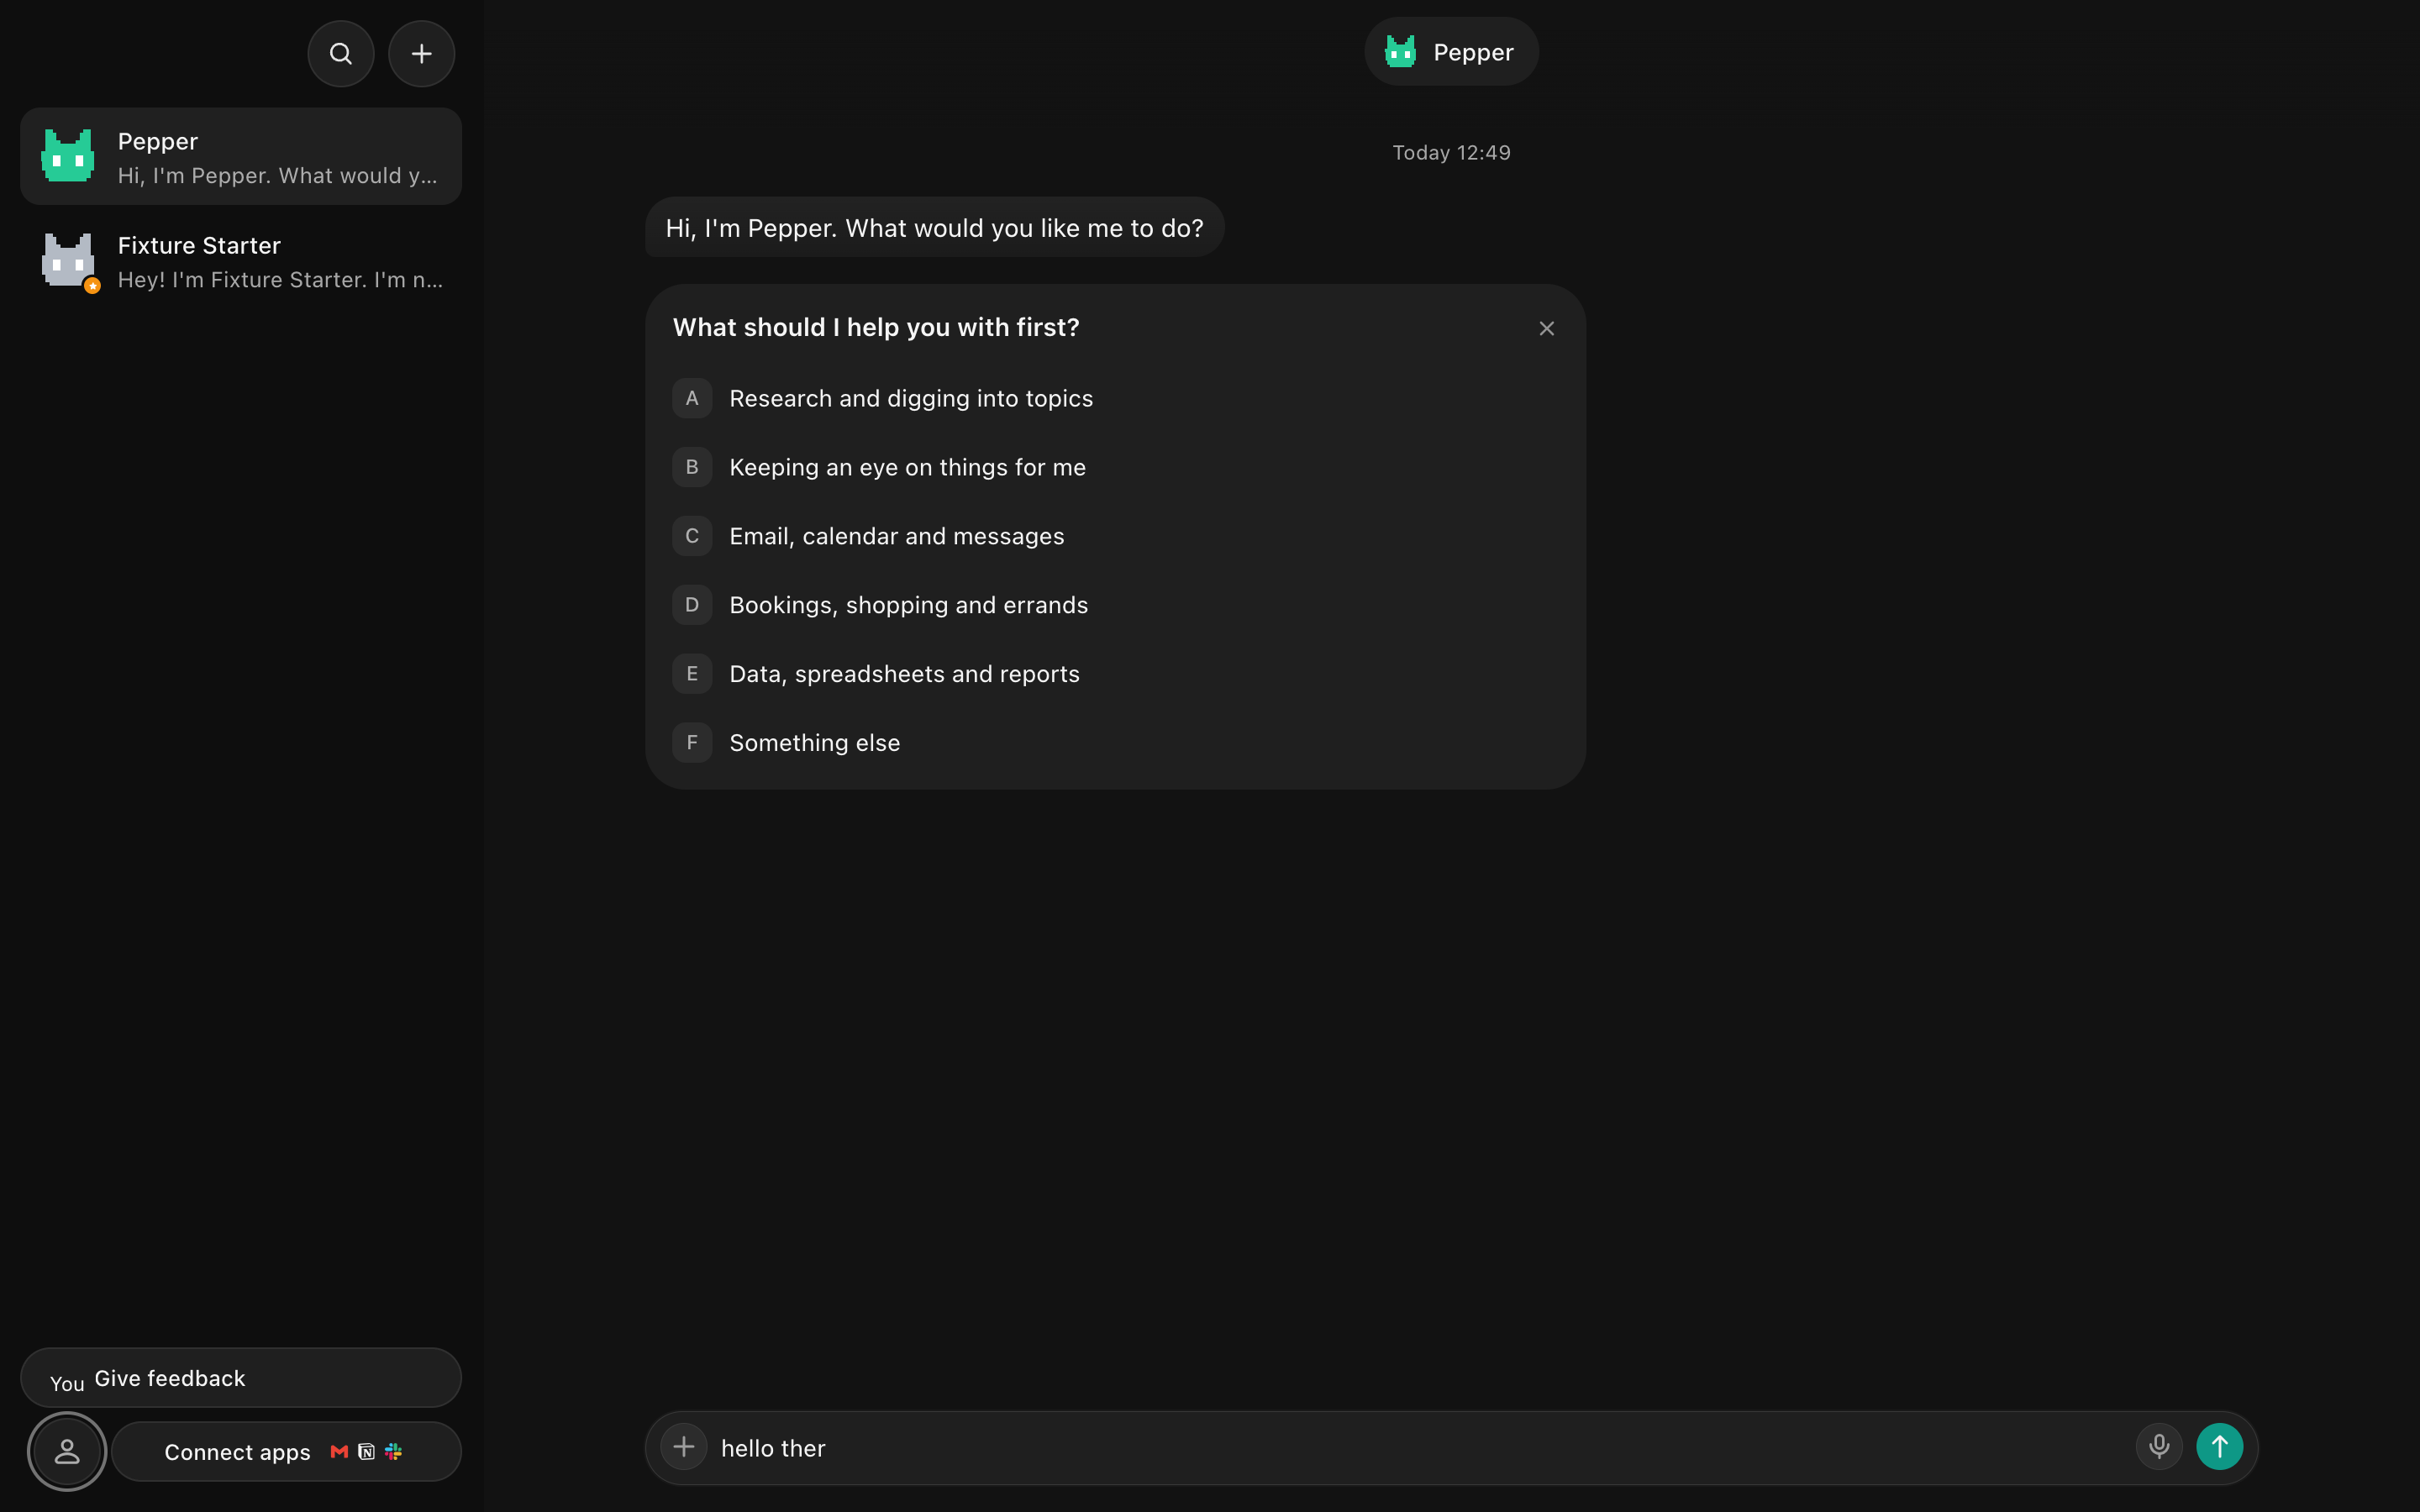 Pepper
Hi, I'm Pepper. What would y...
Fixture Starter
Hey! I'm Fixture Starter. I'm n...
You
Give feedback
Connect apps
Pepper
Today 12:49
Hi, I'm Pepper. What would you like me to do?
What should I help you with first?
A Research and digging into topics
B Keeping an eye on things for me
C Email, calendar and messages
D Bookings, shopping and errands
E Data, spreadsheets and reports
F Something else
hello ther